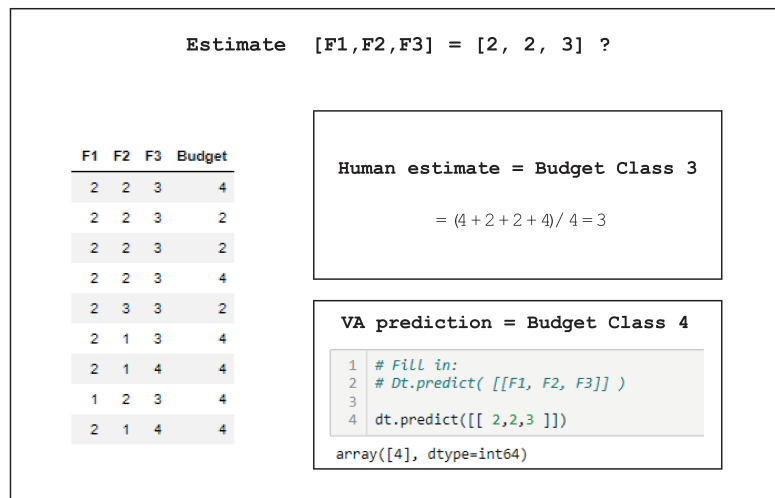 Estimate [F1,F2,F3] = [2, 2, 3] ?
F1 F2 F3 Budget
2 2 3 4
2 2 3 2
2 2 3 2
2 2 3 4
2 3 3 2
2 1 3 4
2 1 4 4
1 2 3 4
2 1 4 4
Human estimate = Budget Class 3
= (4 + 2 + 2 + 4)/ 4 = 3
VA prediction = Budget Class 4
1 # Fill in:
2 # Dt.predict( [[F1, F2, F3]] )
3
4 dt.predict([[ 2,2,3 ]])
array([4], dtype=int64)